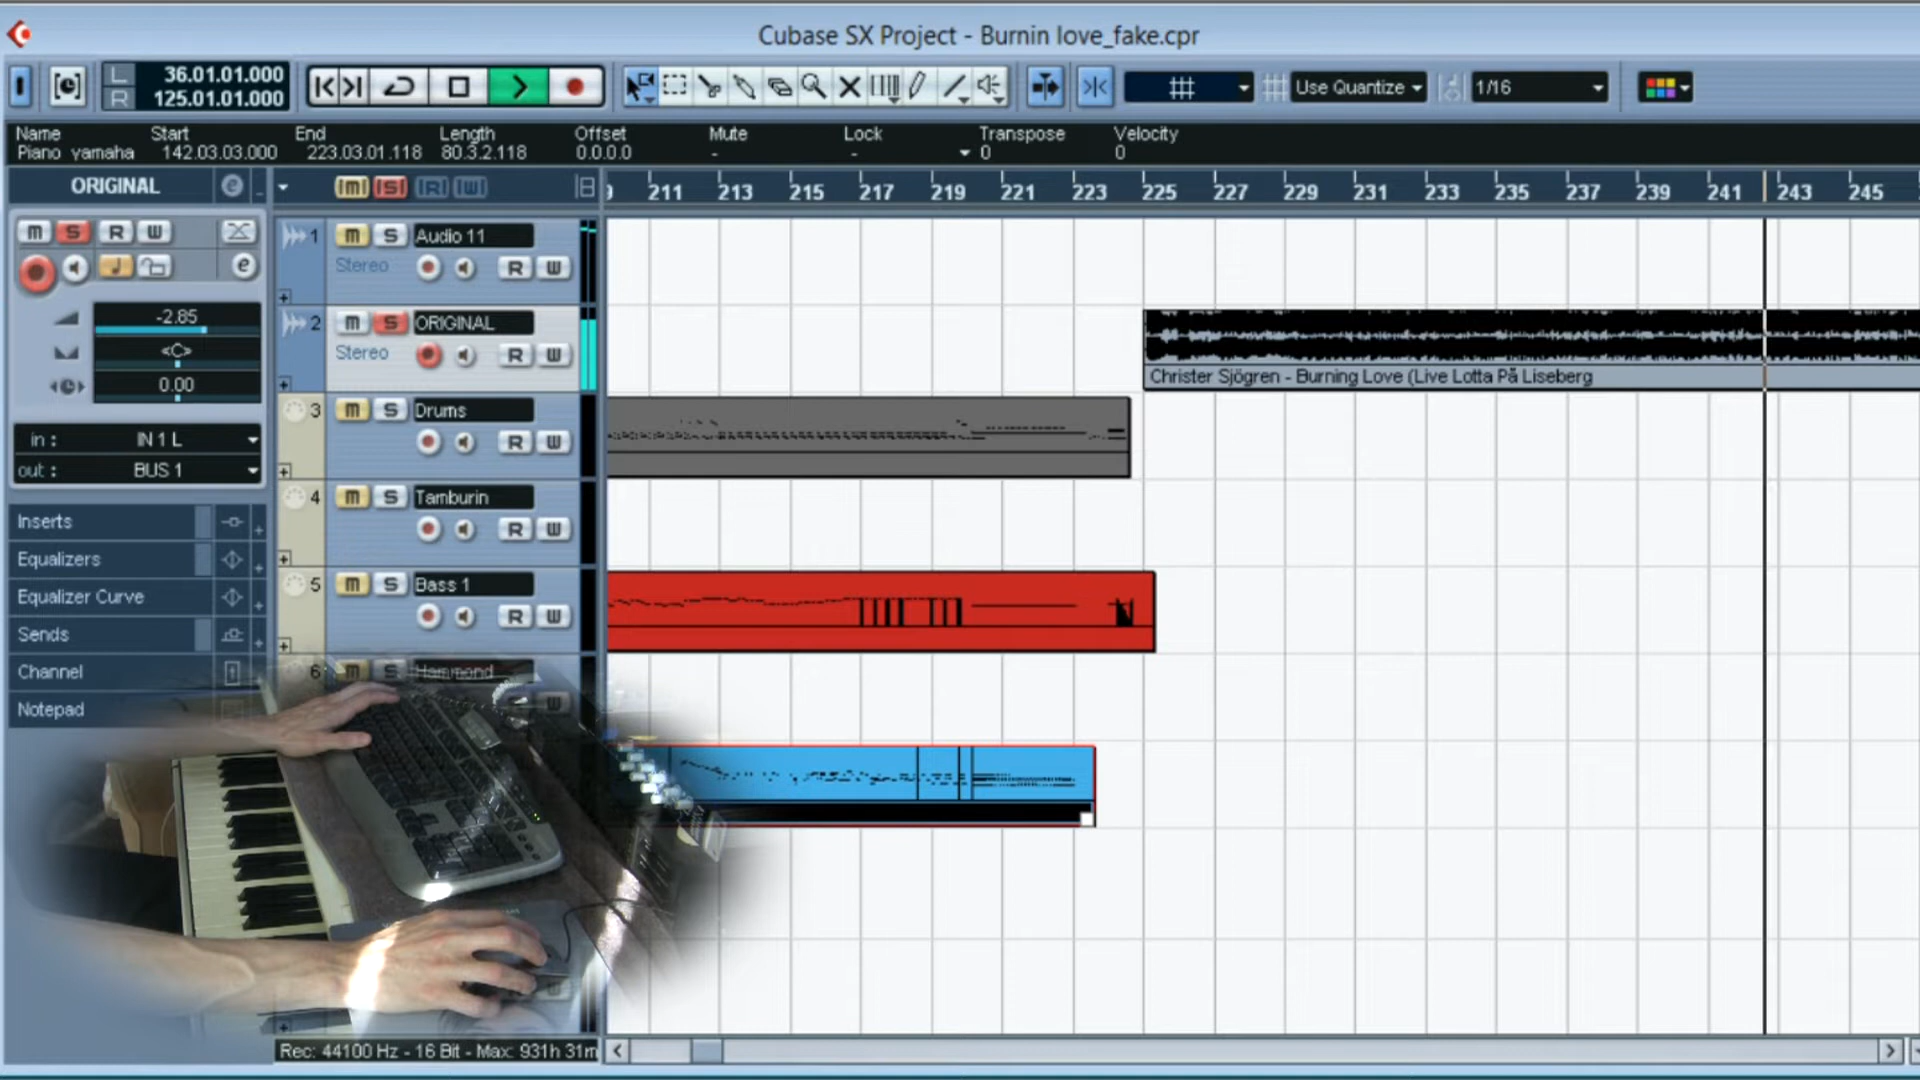 Cubase SX Project - Burnin love_fake.cpr
L 36.01.01.000
R 125.01.01.000
Use Quantize
1/16
Name Start End Length Offset Mute Lock Transpose Velocity
Piano yamaha 142.03.03.000 223.03.01.118 80.3.2.118 0.0.0.0 - - 0 0
ORIGINAL
M S R W
211 213 215 217 219 221 223 225 227 229 231 233 235 237 239 241 243 245
m S R W
e
-2.85
<C>
0.00
in : IN 1 L
out : BUS 1
Inserts
Equalizers
Equalizer Curve
Sends
Channel
Notepad
1 m S Audio 11
Stereo R W
2 m S ORIGINAL
Stereo R W
Christer Sjögren - Burning Love (Live Lotta På Liseberg
3 m S Drums
R W
4 m S Tamburin
R W
5 m S Bass 1
R W
6 m S Hammond
W
Rec: 44100 Hz - 16 Bit - Max: 931h 31m